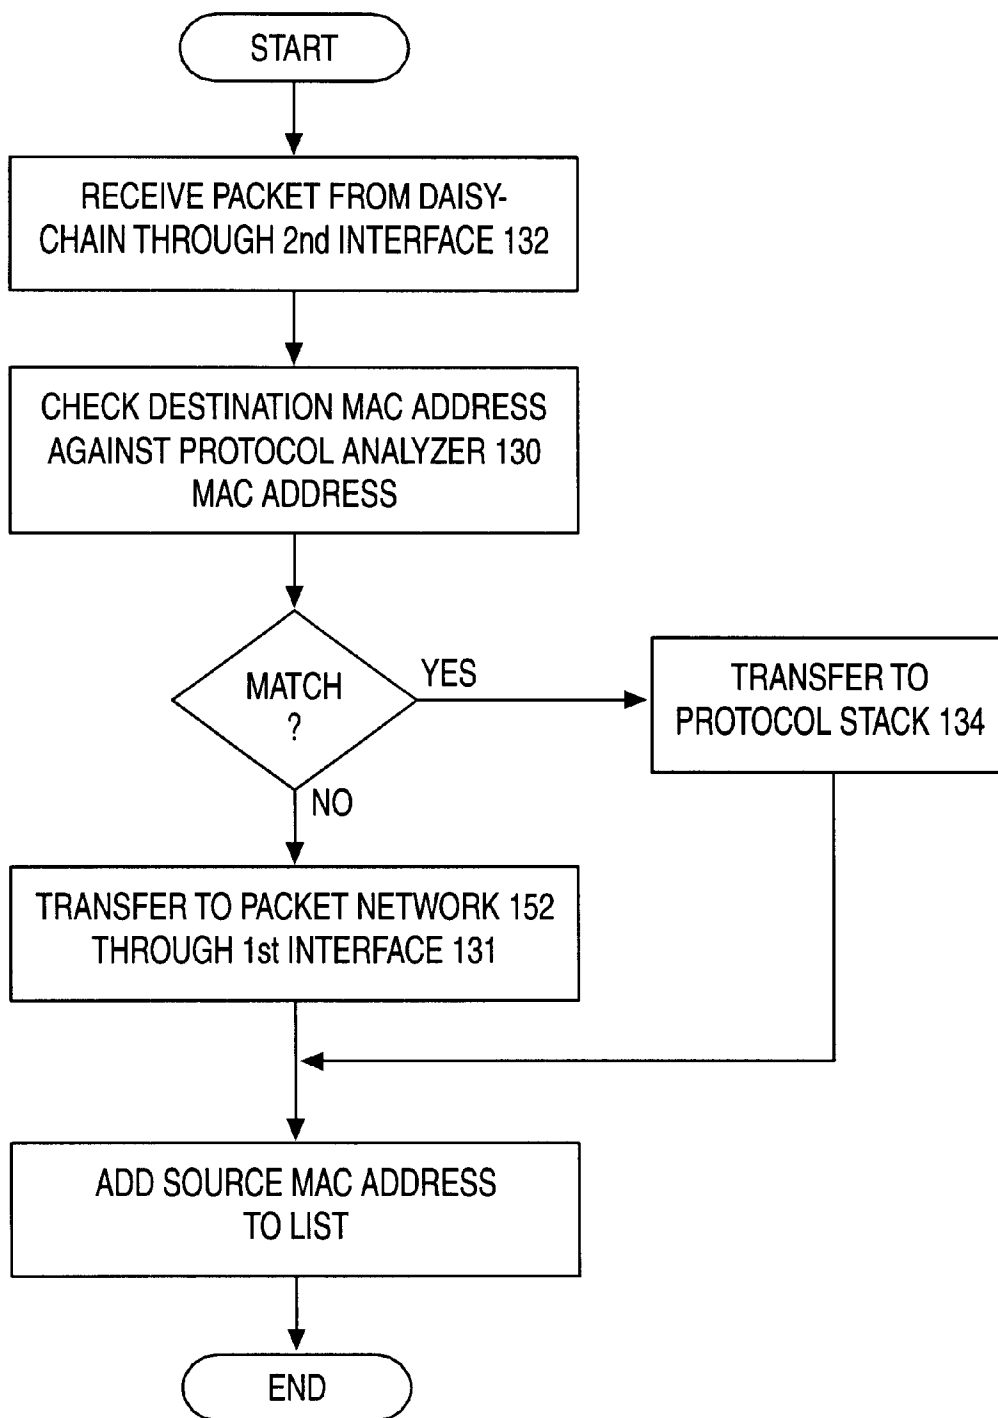 START
RECEIVE PACKET FROM DAISY-
CHAIN THROUGH 2nd INTERFACE 132
CHECK DESTINATION MAC ADDRESS
AGAINST PROTOCOL ANALYZER 130
MAC ADDRESS
MATCH
?
YES
TRANSFER TO
PROTOCOL STACK 134
NO
TRANSFER TO PACKET NETWORK 152
THROUGH 1st INTERFACE 131
ADD SOURCE MAC ADDRESS
TO LIST
END